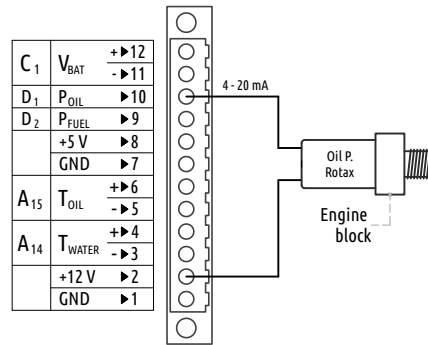 C1 VBAT +▶12
-▶11
D1 POIL ▶10
D2 PFUEL ▶9
+5 V ▶8
GND ▶7
A15 TOIL +▶6
-▶5
A14 TWATER +▶4
-▶3
+12 V ▶2
GND ▶1
4 - 20 mA
Oil P.
Rotax
Engine
block